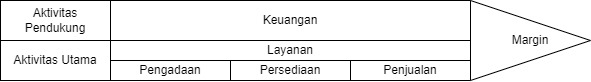 Aktivitas
Pendukung
Keuangan
Margin
Aktivitas Utama
Layanan
Pengadaan
Persediaan
Penjualan